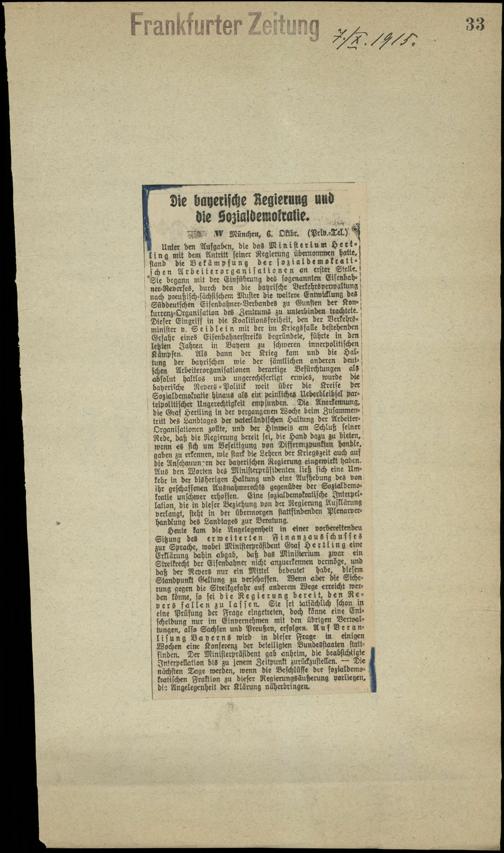 Frankfurter Zeitung
7./X. 1915.
33
Die bayerische Regierung und
die Sozialdemokratie.
W München, 6. Oktbr. (Priv.-Tel.)
Unter den Aufgaben, die das Ministerium Hert-
ling mit dem Antritt seiner Regierung übernommen hatte,
stand die Bekämpfung der sozialdemokrati-
schen Arbeiterorganisationen an erster Stelle.
Sie begann mit der Einführung des sogenannten Eisenbah-
ner-Reverses, durch den die bayrische Verkehrsverwaltung
nach preußisch-sächsischem Muster die weitere Entwicklung des
Süddeutschen Eisenbahner-Verbandes zu Gunsten der Kon-
kurrenz-Organisation des Zentrums zu unterbinden trachtete.
Dieser Eingriff in die Koalitionsfreiheit, den der Verkehrs-
minister v. Seidlein mit der im Kriegsfalle bestehenden
Gefahr eines Eisenbahnerstreiks begründete, führte in den
letzten Jahren in Bayern zu schweren innerpolitischen
Kämpfen. Als dann der Krieg kam und die Hal-
tung der bayrischen wie der sämtlichen anderen deut-
schen Arbeiterorganisationen derartige Befürchtungen als
absolut haltlos und ungerechtfertigt erwies, wurde die
bayrische Revers-Politik weit über die Kreise der
Sozialdemokratie hinaus als ein peinliches Ueberbleibsel par-
teipolitischer Ungerechtigkeit empfunden. Die Anerkennung,
die Graf Hertling in der vergangenen Woche beim Zusammen-
tritt des Landtages der vaterländischen Haltung der Arbeiter-
Organisationen zollte, und der Hinweis am Schluß seiner
Rede, daß die Regierung bereit sei, die Hand dazu zu bieten,
wenn es sich um Beseitigung von Differenzpunkten handle,
gaben zu erkennen, wie stark die Lehren der Kriegszeit auch auf
die Anschauungen der bayerischen Regierung eingewirkt haben.
Aus den Worten des Ministerpräsidenten ließ sich eine Um-
kehr in der bisherigen Haltung und eine Aufhebung des von
ihr geschaffenen Ausnahmerechts gegenüber der Sozialdemo-
kratie unschwer erhoffen. Eine sozialdemokratische Interpel-
lation, die in dieser Beziehung von der Regierung Aufklärung
verlangt, steht in der übermorgen stattfindenden Plenarver-
handlung des Landtages zur Beratung.
Heute kam die Angelegenheit in einer vorbereitenden
Sitzung des erweiterten Finanzausschusses
zur Sprache, wobei Ministerpräsident Graf Hertling eine
Erklärung dahin abgab, daß das Ministerium zwar ein
Streikrecht der Eisenbahner nicht anzuerkennen vermöge, und
daß der Revers nur ein Mittel bedeutet habe, diesem
Standpunkt Geltung zu verschaffen. Wenn aber die Siche-
rung gegen die Streikgefahr auf anderem Wege erreicht wer-
den könne, so sei die Regierung bereit, den Re-
vers fallen zu lassen. Sie sei tatsächlich schon in
eine Prüfung der Frage eingetreten, doch könne eine Ent-
scheidung nur im Einvernehmen mit den übrigen Verwal-
tungen, also Sachsen und Preußen, erfolgen. Auf Veran-
lassung Bayerns wird in dieser Frage in einigen
Wochen eine Konferenz der beteiligten Bundesstaaten statt-
finden. Der Ministerpräsident gab anheim, die beabsichtigte
Interpellation bis zu jenem Zeitpunkt zurückzustellen. — Die
nächsten Tage werden, wenn die Beschlüsse der sozialdemo-
kratischen Fraktion zu dieser Regierungsäußerung vorliegen,
die Angelegenheit der Klärung näherbringen.